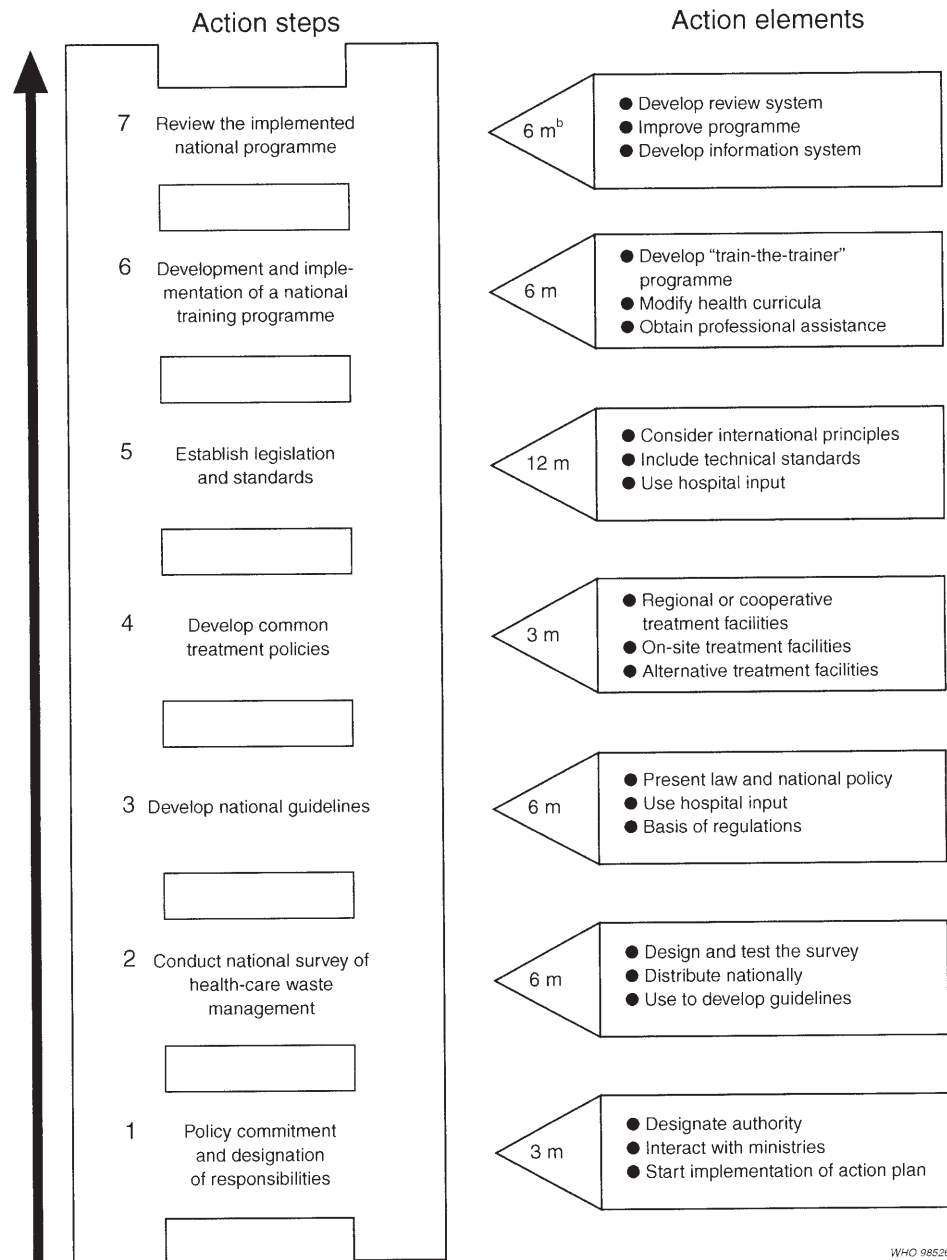 Action steps
Action elements
7 Review the implemented
national programme
6 m^b
● Develop review system
● Improve programme
● Develop information system
6 Development and imple-
mentation of a national
training programme
6 m
● Develop “train-the-trainer”
programme
● Modify health curricula
● Obtain professional assistance
5 Establish legislation
and standards
12 m
● Consider international principles
● Include technical standards
● Use hospital input
4 Develop common
treatment policies
3 m
● Regional or cooperative
treatment facilities
● On-site treatment facilities
● Alternative treatment facilities
3 Develop national guidelines
6 m
● Present law and national policy
● Use hospital input
● Basis of regulations
2 Conduct national survey of
health-care waste
management
6 m
● Design and test the survey
● Distribute nationally
● Use to develop guidelines
1 Policy commitment
and designation
of responsibilities
3 m
● Designate authority
● Interact with ministries
● Start implementation of action plan
WHO